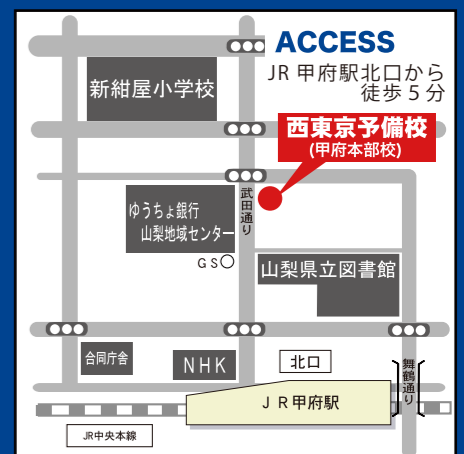 ACCESS
JR 甲府駅北口から
徒歩 5 分
新紺屋小学校
西東京予備校
(甲府本部校)
武田通り
ゆうちょ銀行
山梨地域センター
GS
山梨県立図書館
合同庁舎
NHK
北口
舞鶴通り
JR甲府駅
JR中央本線